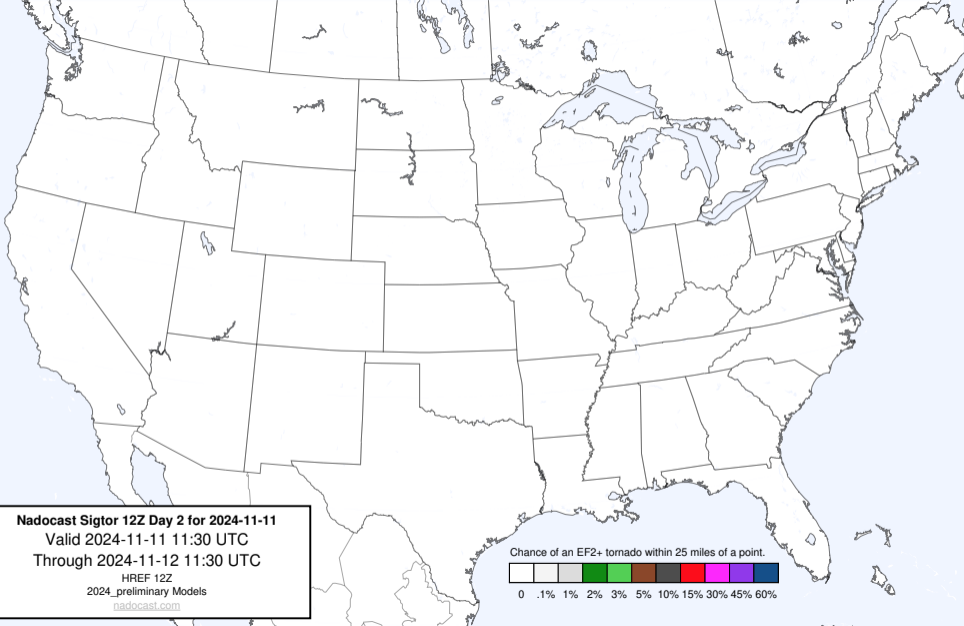 Nadocast Sigtor 12Z Day 2 for 2024-11-11
Valid 2024-11-11 11:30 UTC
Through 2024-11-12 11:30 UTC
HREF 12Z
2024_preliminary Models
nadocast.com
Chance of an EF2+ tornado within 25 miles of a point.
0 .1% 1% 2% 3% 5% 10% 15% 30% 45% 60%